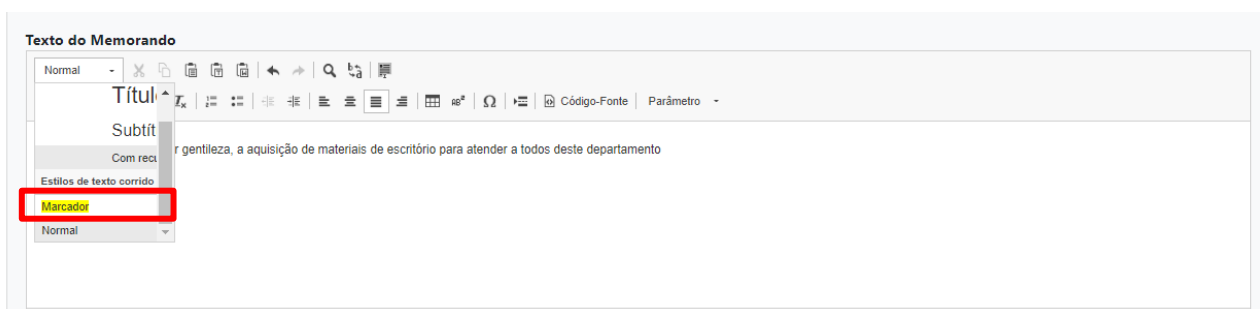 Texto do Memorando
Normal
Títul
Código-Fonte Parâmetro
Subtít
Com recu
r gentileza, a aquisição de materiais de escritório para atender a todos deste departamento
Estilos de texto corrido
Marcador
Normal